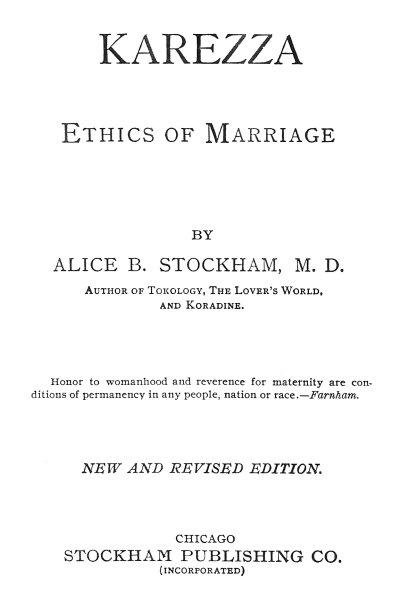 KAREZZA
ETHICS OF MARRIAGE
BY
ALICE B. STOCKHAM, M. D.
AUTHOR OF TOKOLOGY, THE LOVER'S WORLD,
AND KORADINE.
Honor to womanhood and reverence for maternity are con-
ditions of permanency in any people, nation or race.—Farnham.
NEW AND REVISED EDITION.
CHICAGO
STOCKHAM PUBLISHING CO.
(INCORPORATED)